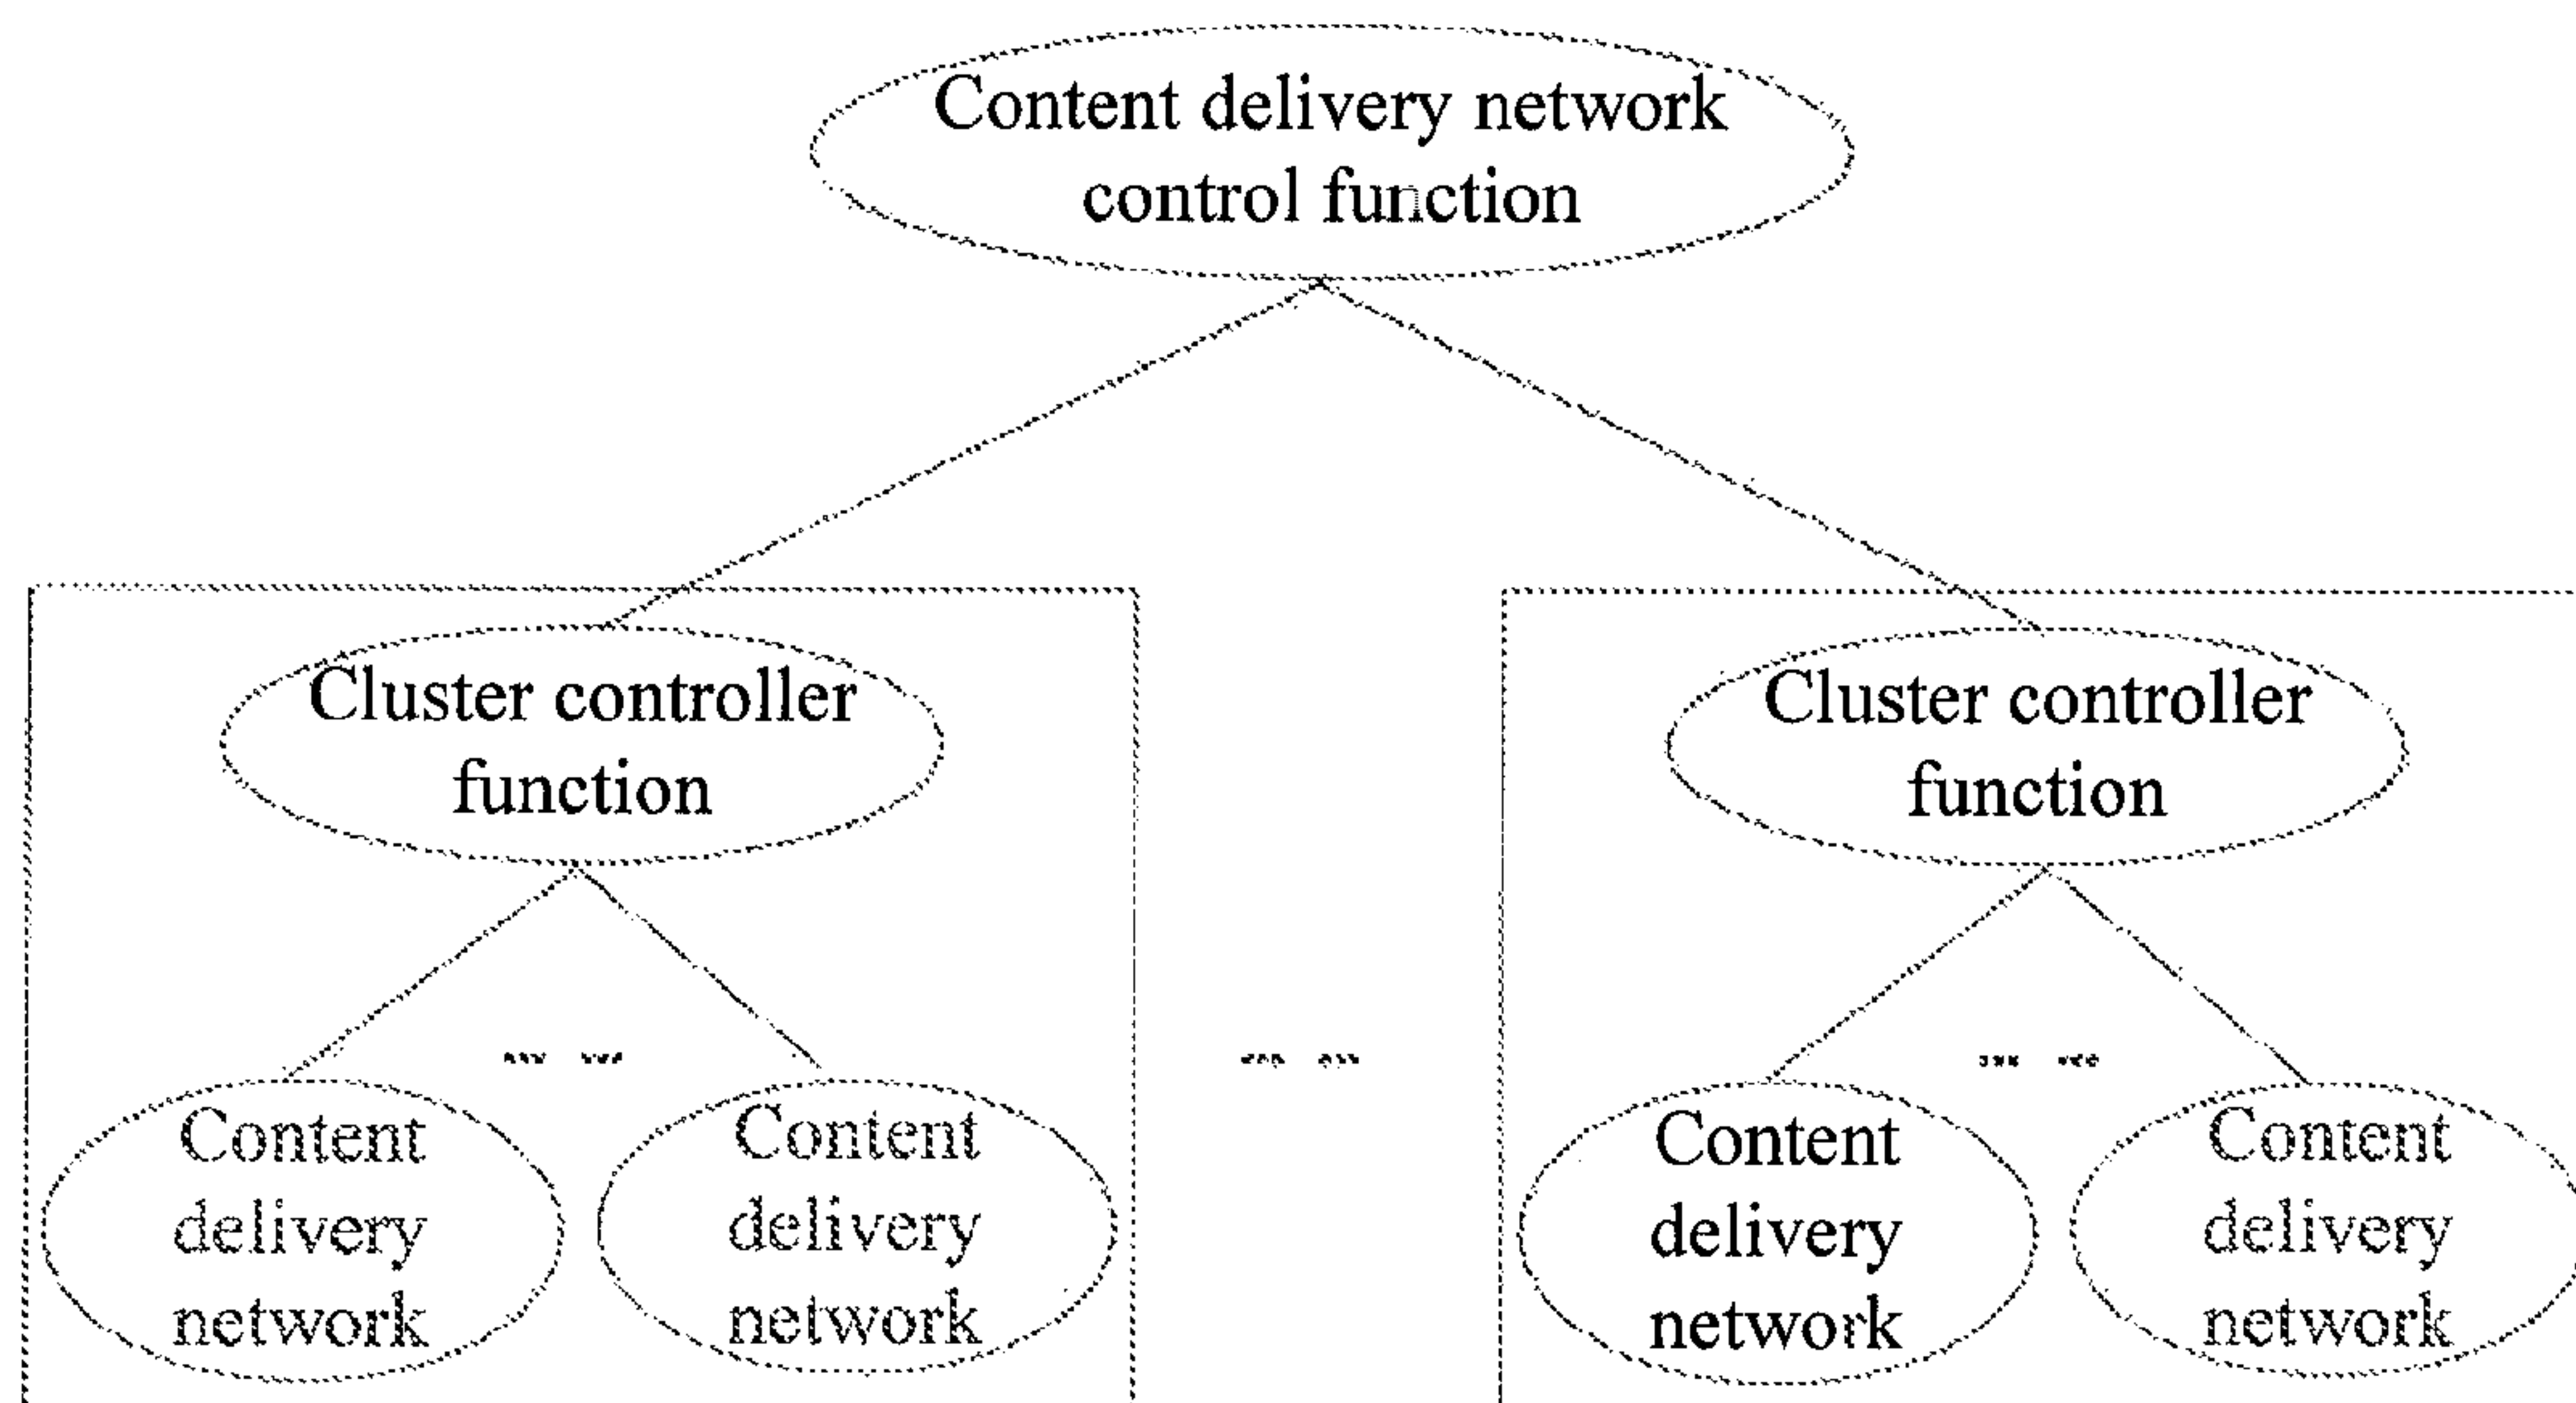 Content delivery network
control function
Cluster controller
function
Cluster controller
function
Content
delivery
network
Content
delivery
network
Content
delivery
network
Content
delivery
network